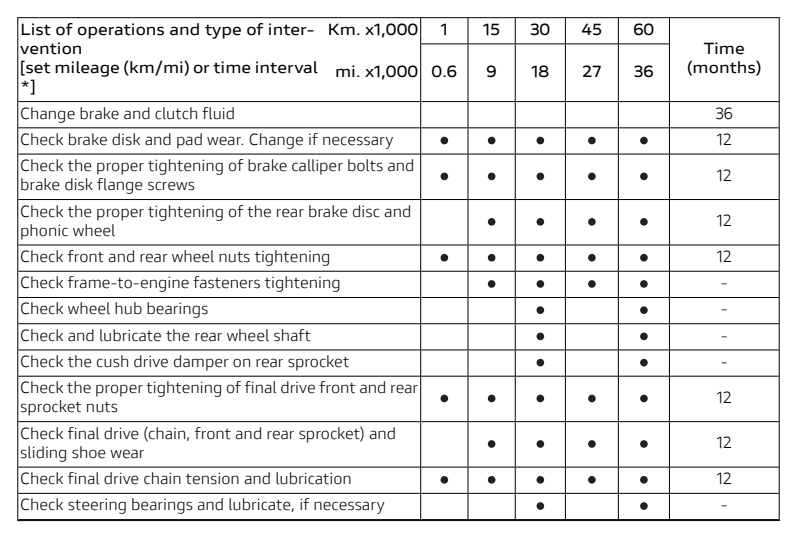 List of operations and type of inter- Km. x1,000 1 15 30 45 60 Time
vention
[set mileage (km/mi) or time interval mi. x1,000 0.6 9 18 27 36 (months)
*]
Change brake and clutch fluid 36
Check brake disk and pad wear. Change if necessary ● ● ● ● ● 12
Check the proper tightening of brake calliper bolts and
brake disk flange screws ● ● ● ● ● 12
Check the proper tightening of the rear brake disc and
phonic wheel ● ● ● ● 12
Check front and rear wheel nuts tightening ● ● ● ● ● 12
Check frame-to-engine fasteners tightening ● ● ● ● -
Check wheel hub bearings ● ● -
Check and lubricate the rear wheel shaft ● ● -
Check the cush drive damper on rear sprocket ● ● -
Check the proper tightening of final drive front and rear
sprocket nuts ● ● ● ● ● 12
Check final drive (chain, front and rear sprocket) and
sliding shoe wear ● ● ● ● 12
Check final drive chain tension and lubrication ● ● ● ● ● 12
Check steering bearings and lubricate, if necessary ● ● -